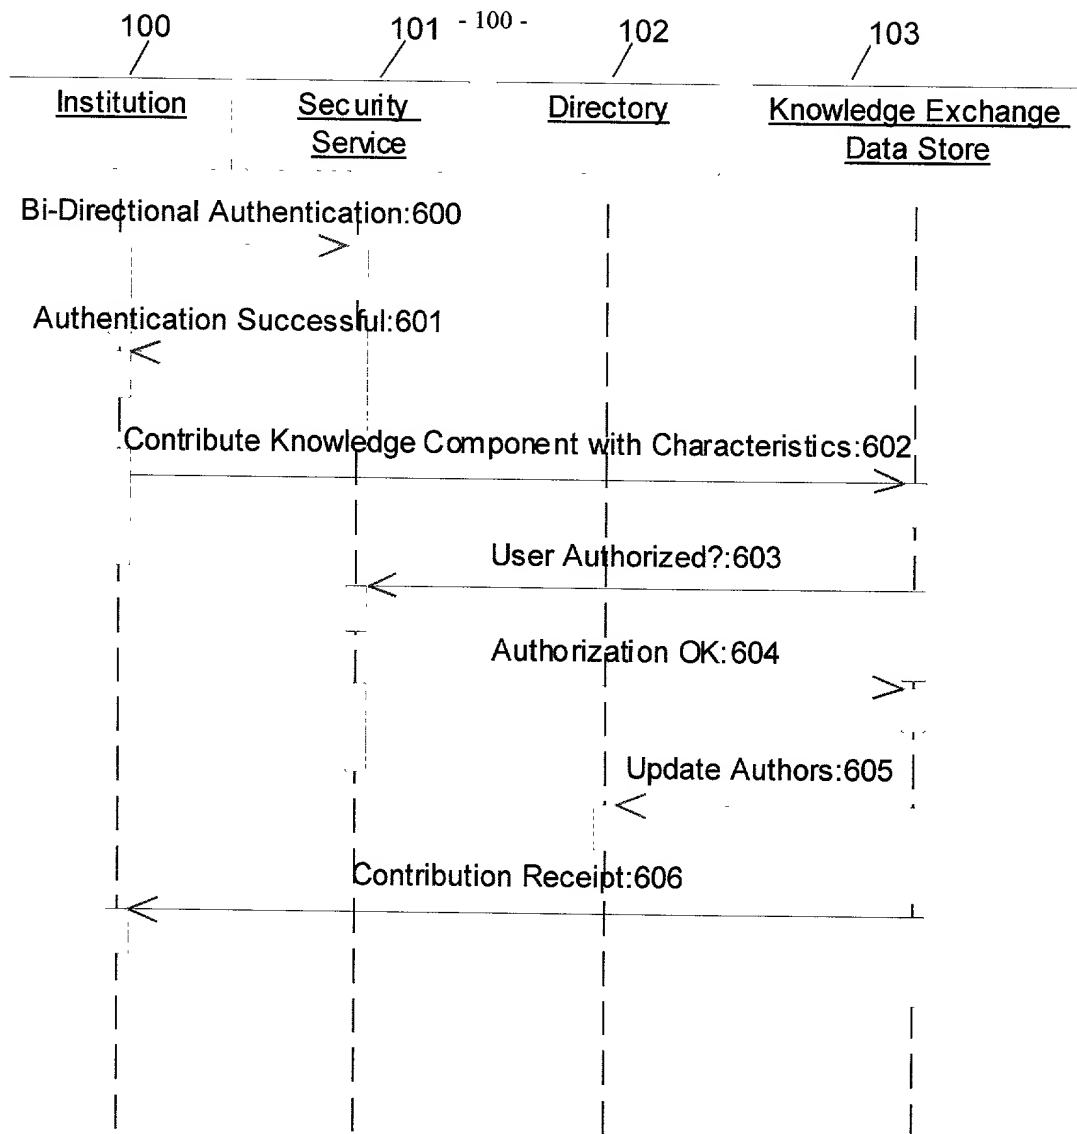 - 100 -
100 101 102 103
Institution
Security
Service
Directory
Knowledge Exchange
Data Store
Bi-Directional Authentication:600
Authentication Successful:601
Contribute Knowledge Component with Characteristics:602
User Authorized?:603
Authorization OK:604
Update Authors:605
Contribution Receipt:606